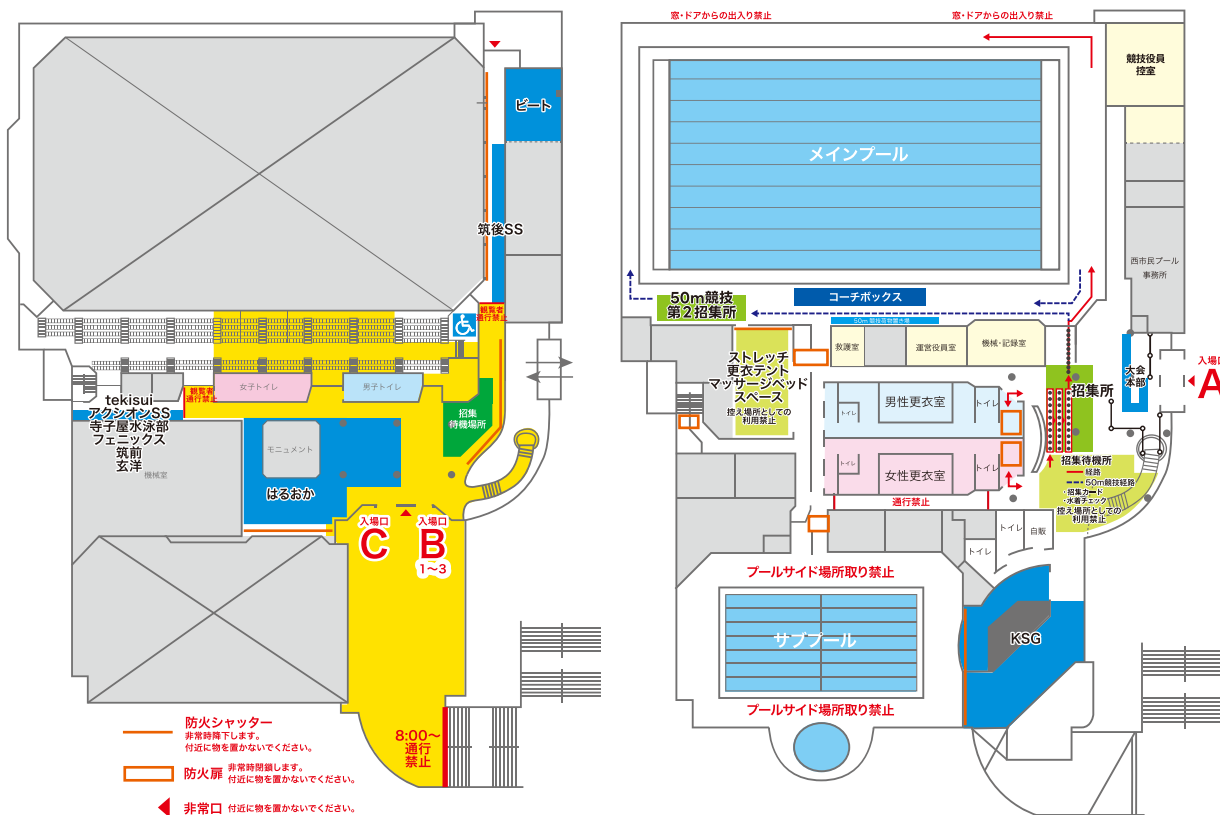 ビート
筑後SS
観覧者
通行禁止
女子トイレ
男子トイレ
観覧者
通行禁止
招集
待機場所
tekisui
アクシオンSS
寺子屋水泳部
フェニックス
筑前
玄洋
機械室
モニュメント
はるおか
入場口
C
入場口
B
1〜3
8:00〜
通行
禁止
防火シャッター
非常時降下します。
付近に物を置かないでください。
防火扉
非常時閉鎖します。
付近に物を置かないでください。
非常口
付近に物を置かないでください。
窓・ドアからの出入り禁止
窓・ドアからの出入り禁止
競技役員
控室
メインプール
西市民プール
事務所
50m競技
第2招集所
コーチボックス
50m 競技荷物置き場
救護室
運営役員室
機械・記録室
ストレッチ
更衣テント
マッサージベッド
スペース
控え場所としての
利用禁止
男性更衣室
トイレ
トイレ
女性更衣室
トイレ
トイレ
通行禁止
招集所
大会
本部
入場口
A
招集待機所
経路
50m競技経路
・招集カード
・水着チェック
控え場所としての
利用禁止
トイレ
自販
トイレ
プールサイド場所取り禁止
サブプール
KSG
プールサイド場所取り禁止